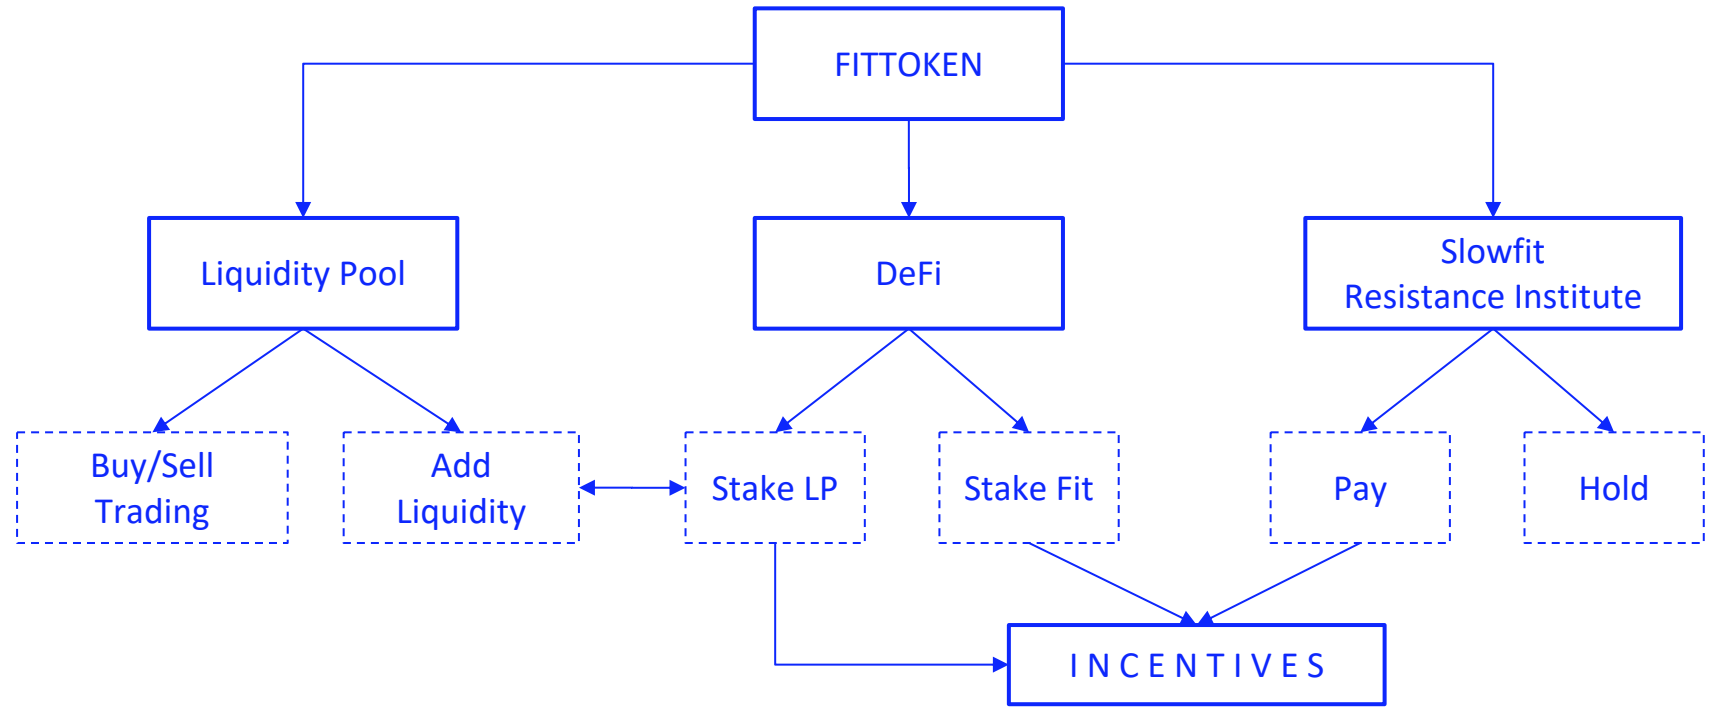 FITTOKEN
Liquidity Pool
DeFi
Slowfit
Resistance Institute
Buy/Sell
Trading
Add
Liquidity
Stake LP
Stake Fit
Pay
Hold
INCENTIVES